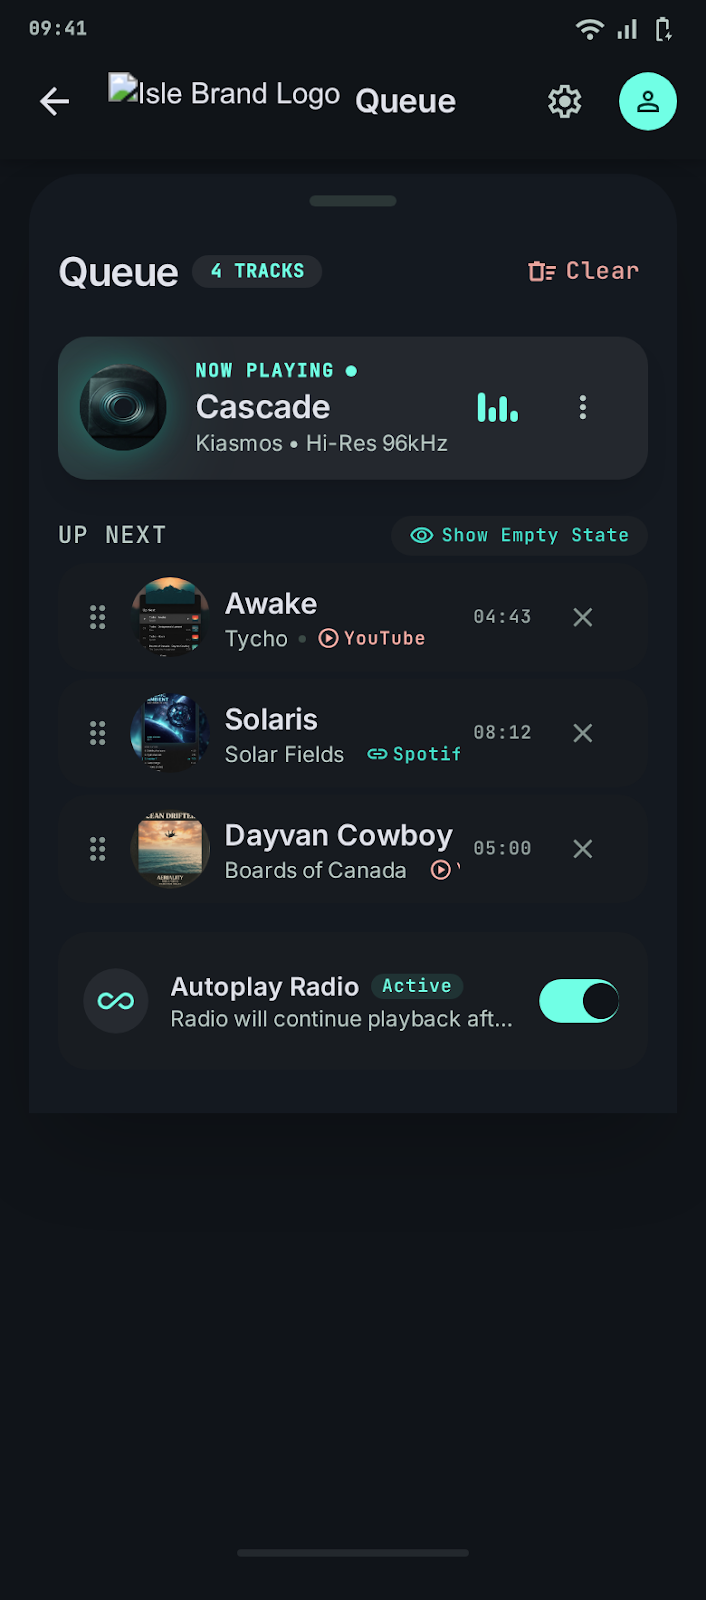 09:41
Isle Brand Logo Queue
Queue 4 TRACKS Clear
NOW PLAYING
Cascade
Kiasmos • Hi-Res 96kHz
UP NEXT Show Empty State
Awake
Tycho • YouTube
04:43
Solaris
Solar Fields Spotif
08:12
Dayvan Cowboy
Boards of Canada
05:00
Autoplay Radio Active
Radio will continue playback aft...